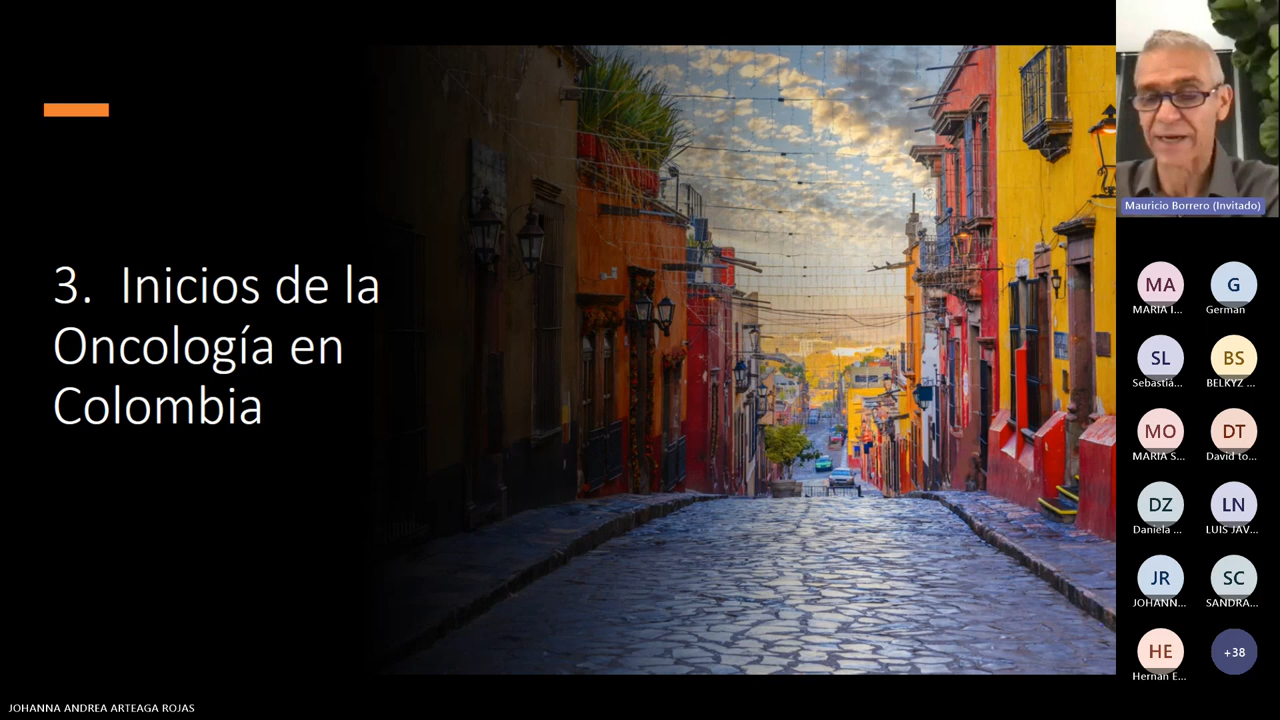 3. Inicios de la
Oncología en
Colombia
Mauricio Borrero (Invitado)
MA
MARIA I...
G
German
SL
Sebastiá...
BS
BELKYZ ...
MO
MARIA S...
DT
David to...
DZ
Daniela ...
LN
LUIS JAV...
JR
JOHANN...
SC
SANDRA...
HE
Hernan E...
+38
JOHANNA ANDREA ARTEAGA ROJAS